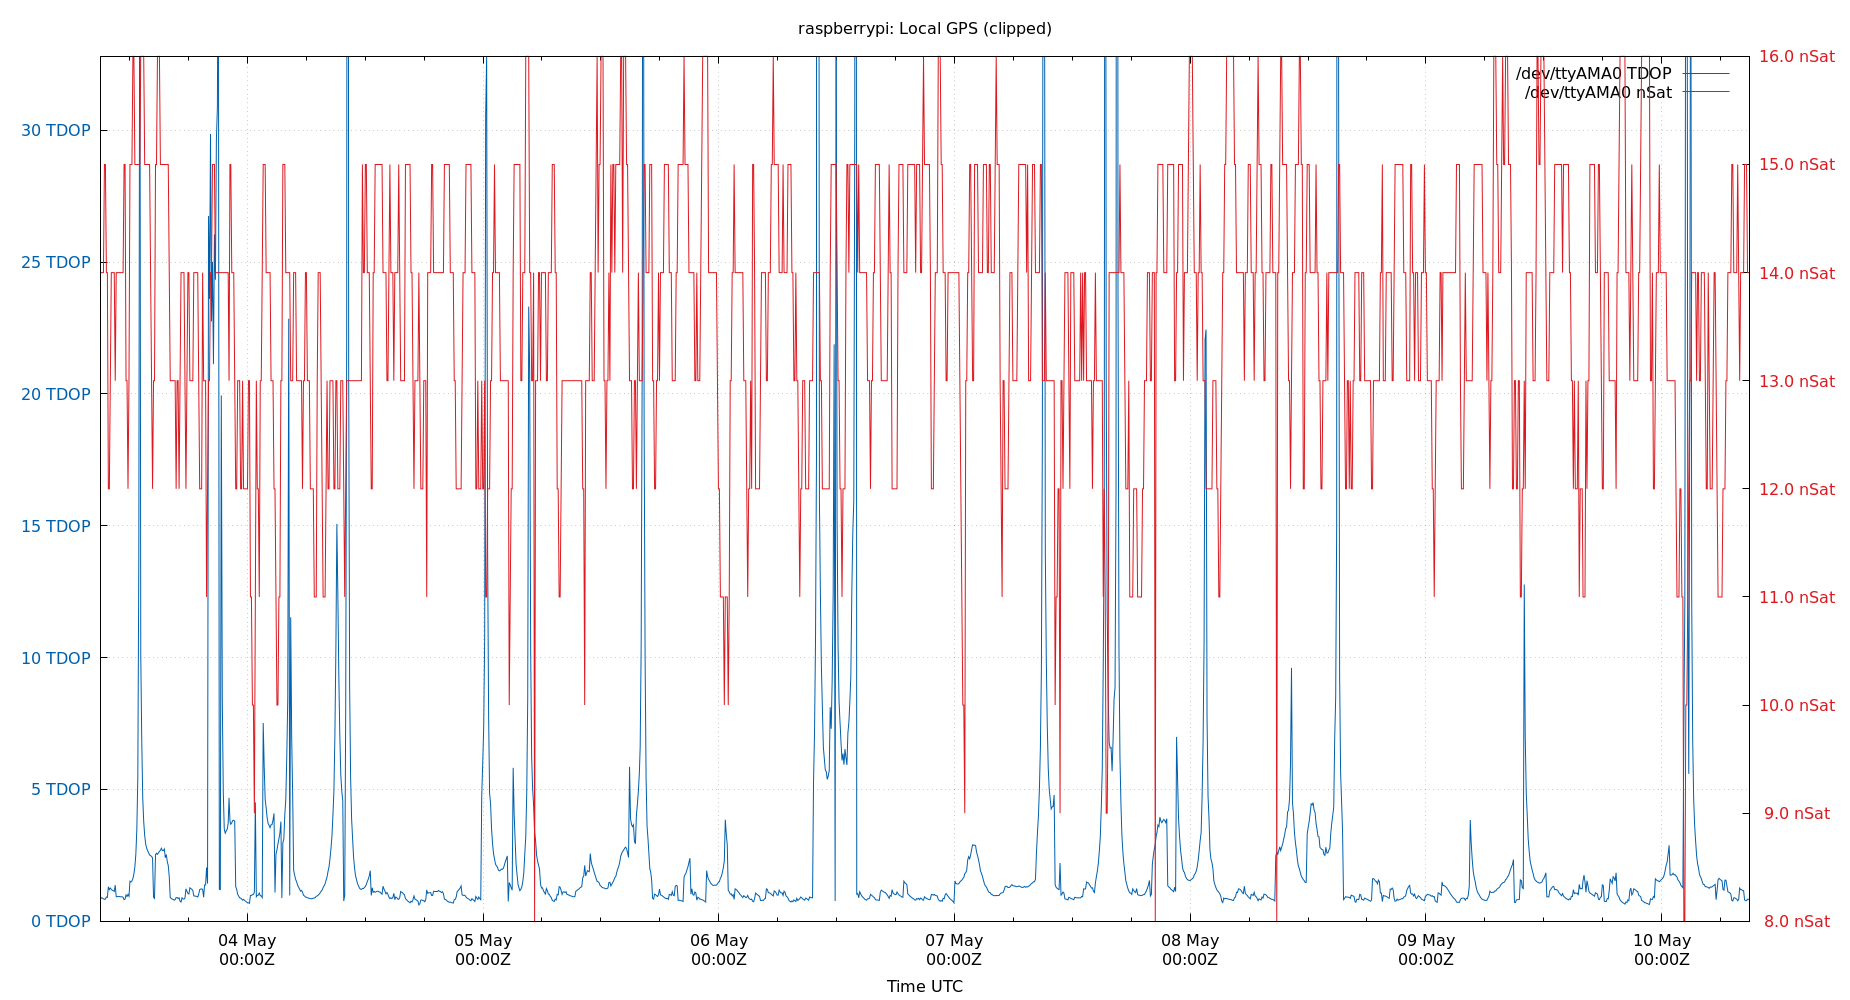 raspberrypi: Local GPS (clipped)
16.0 nSat
/dev/ttyAMA0 TDOP
/dev/ttyAMA0 nSat
30 TDOP
15.0 nSat
25 TDOP
14.0 nSat
20 TDOP
13.0 nSat
15 TDOP
12.0 nSat
11.0 nSat
10 TDOP
10.0 nSat
5 TDOP
9.0 nSat
0 TDOP
8.0 nSat
04 May
00:00Z
05 May
00:00Z
06 May
00:00Z
07 May
00:00Z
08 May
00:00Z
09 May
00:00Z
10 May
00:00Z
Time UTC